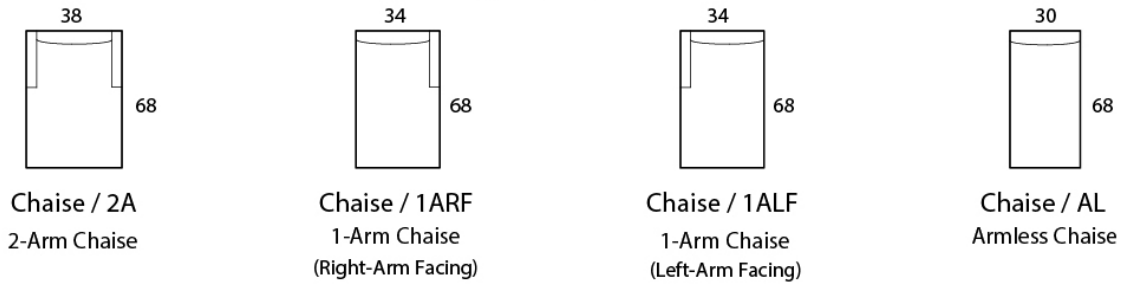 38
68
Chaise / 2A
2-Arm Chaise
34
68
Chaise / 1ARF
1-Arm Chaise
(Right-Arm Facing)
34
68
Chaise / 1ALF
1-Arm Chaise
(Left-Arm Facing)
30
68
Chaise / AL
Armless Chaise